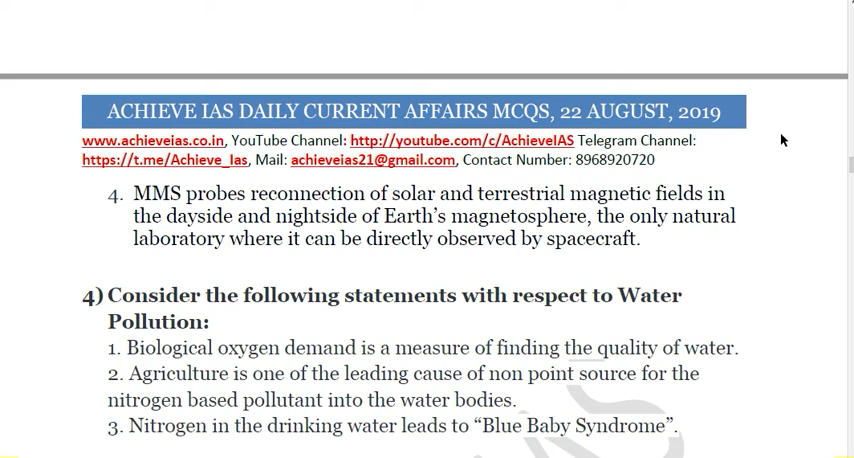 ACHIEVE IAS DAILY CURRENT AFFAIRS MCQS, 22 AUGUST, 2019
www.achieveias.co.in, YouTube Channel: http://youtube.com/c/AchieveIAS Telegram Channel:
https://t.me/Achieve_Ias, Mail: achieveias21@gmail.com, Contact Number: 8968920720
4. MMS probes reconnection of solar and terrestrial magnetic fields in
the dayside and nightside of Earth's magnetosphere, the only natural
laboratory where it can be directly observed by spacecraft.
4) Consider the following statements with respect to Water
Pollution:
1. Biological oxygen demand is a measure of finding the quality of water.
2. Agriculture is one of the leading cause of non point source for the
nitrogen based pollutant into the water bodies.
3. Nitrogen in the drinking water leads to “Blue Baby Syndrome”.